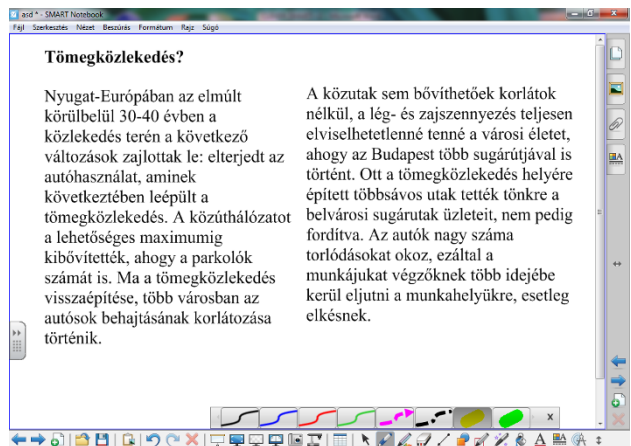 asd * - SMART Notebook
Fájl Szerkesztés Nézet Beszúrás Formátum Rajz Súgó
Tömegközlekedés?
Nyugat-Európában az elmúlt
körülbelül 30-40 évben a
közlekedés terén a következő
változások zajlottak le: elterjedt az
autóhasználat, aminek
következtében leépült a
tömegközlekedés. A közúthálózatot
a lehetőséges maximumig
kibővítették, ahogy a parkolók
számát is. Ma a tömegközlekedés
visszaépítése, több városban az
autósok behajtásának korlátozása
történik.
A közutak sem bővíthetőek korlátok
nélkül, a lég- és zajszennyezés teljesen
elviselhetetlenné tenné a városi életet,
ahogy az Budapest több sugárútjával is
történt. Ott a tömegközlekedés helyére
épített többsávos utak tették tönkre a
belvárosi sugárutak üzleteit, nem pedig
fordítva. Az autók nagy száma
torlódásokat okoz, ezáltal a
munkájukat végzőknek több idejébe
kerül eljutni a munkahelyükre, esetleg
elkésnek.